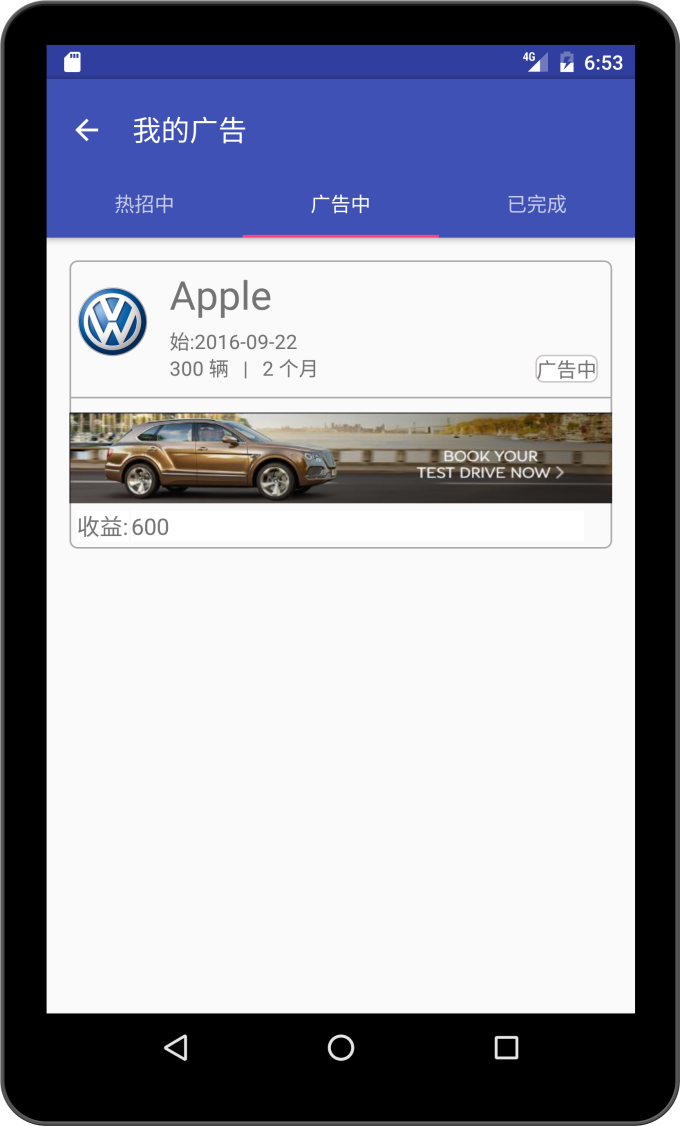 4G 6:53
我的广告
热招中 广告中 已完成
Apple
始:2016-09-22
300 辆 | 2 个月
广告中
BOOK YOUR
TEST DRIVE NOW >
收益:600